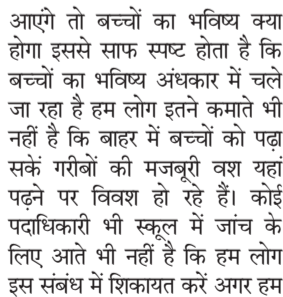 आएंगे तो बच्चों का भविष्य क्या
होगा इससे साफ स्पष्ट होता है कि
बच्चों का भविष्य अंधकार में चले
जा रहा है हम लोग इतने कमाते भी
नहीं है कि बाहर में बच्चों को पढ़ा
सकें गरीबों की मजबूरी वश यहां
पढ़ने पर विवश हो रहे हैं। कोई
पदाधिकारी भी स्कूल में जांच के
लिए आते भी नहीं है कि हम लोग
इस संबंध में शिकायत करें अगर हम